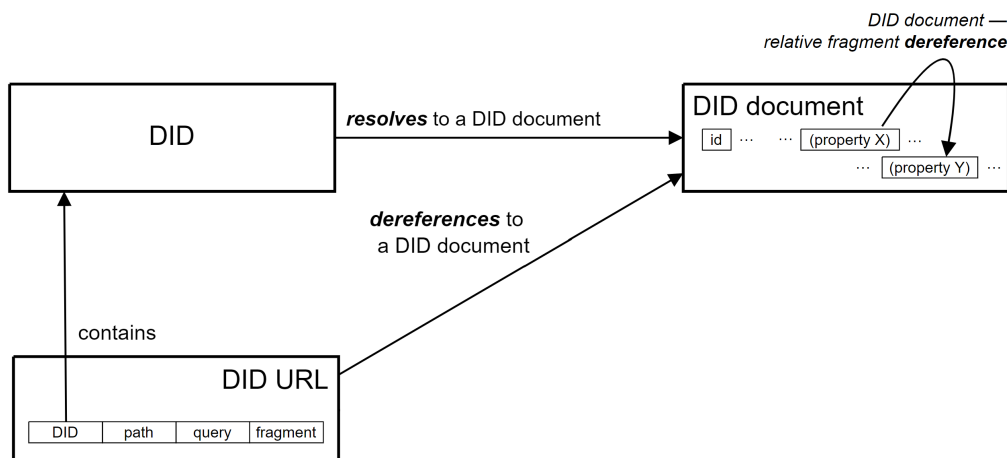 DID document —
relative fragment dereference
DID
resolves to a DID document
DID document
id ... ... (property X) ...
... (property Y) ...
dereferences to
a DID document
contains
DID URL
DID path query fragment